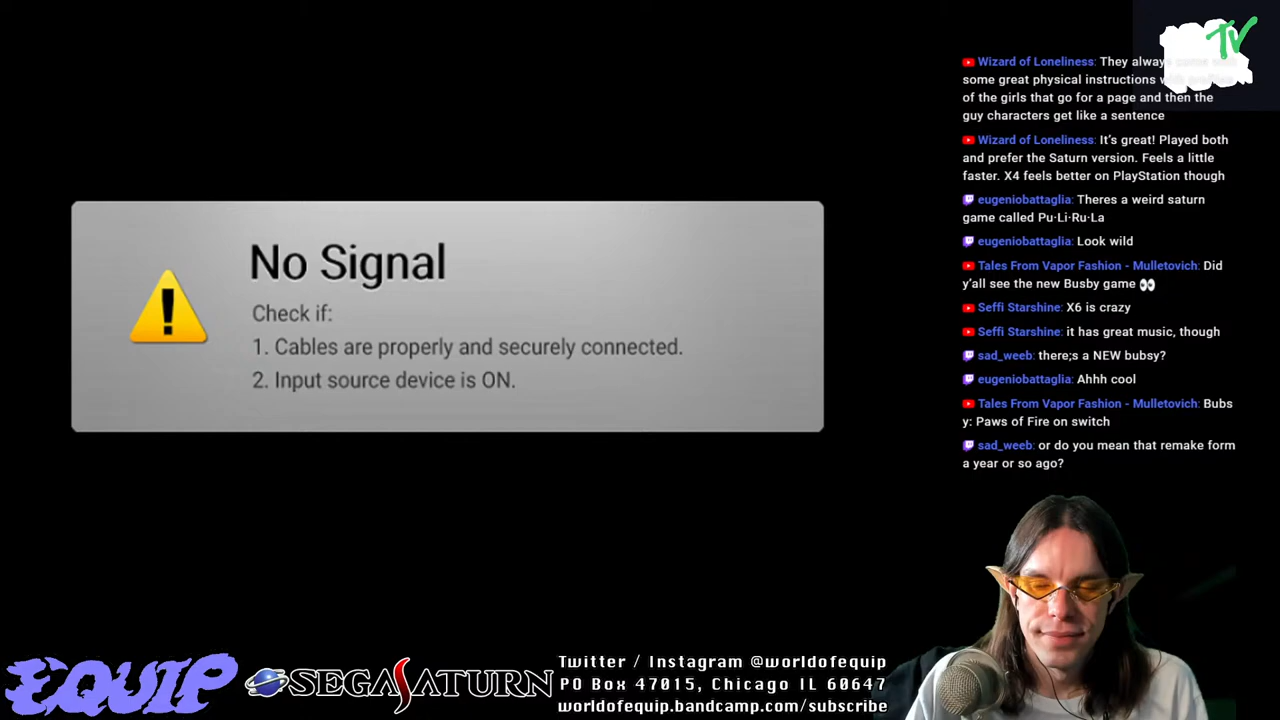 TV
Wizard of Loneliness: They always come with
some great physical instructions with
of the girls that go for a page and then the
guy characters get like a sentence
Wizard of Loneliness: It's great! Played both
and prefer the Saturn version. Feels a little
faster. X4 feels better on PlayStation though
eugeniobattaglia: Theres a weird saturn
game called Pu·Li·Ru·La
eugeniobattaglia: Look wild
Tales From Vapor Fashion - Mulletovich: Did
y'all see the new Busby game 👀
Seffi Starshine: X6 is crazy
Seffi Starshine: it has great music, though
sad_weeb: there;s a NEW bubsy?
eugeniobattaglia: Ahhh cool
Tales From Vapor Fashion - Mulletovich: Bubs
y: Paws of Fire on switch
sad_weeb: or do you mean that remake form
a year or so ago?
No Signal
Check if:
1. Cables are properly and securely connected.
2. Input source device is ON.
EQUIP
SEGA SATURN
Twitter / Instagram @worldofequip
PO Box 47015, Chicago IL 60647
worldofequip.bandcamp.com/subscribe